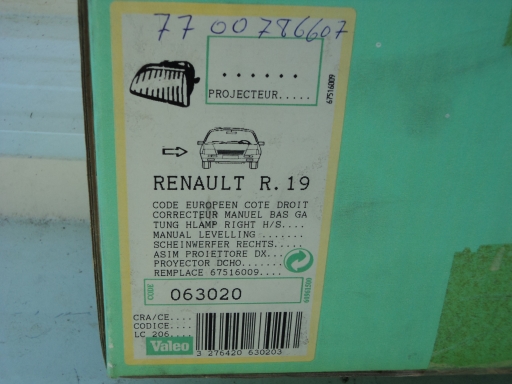 77 00 786607
......
PROJECTEUR.....
67516009
RENAULT R.19
CODE EUROPEEN COTE DROIT
CORRECTEUR MANUEL BAS GA
TUNG HLAMP RIGHT H/S....
MANUAL LEVELLING .......
SCHEINWERFER RECHTS.....
ASIM PROIETTORE DX...
PROYECTOR DCHO.......
REMPLACE 67516009....
CODE
063020
CRA/CE....
CODICE....
LC 206....
Valeo
3 276420 630203